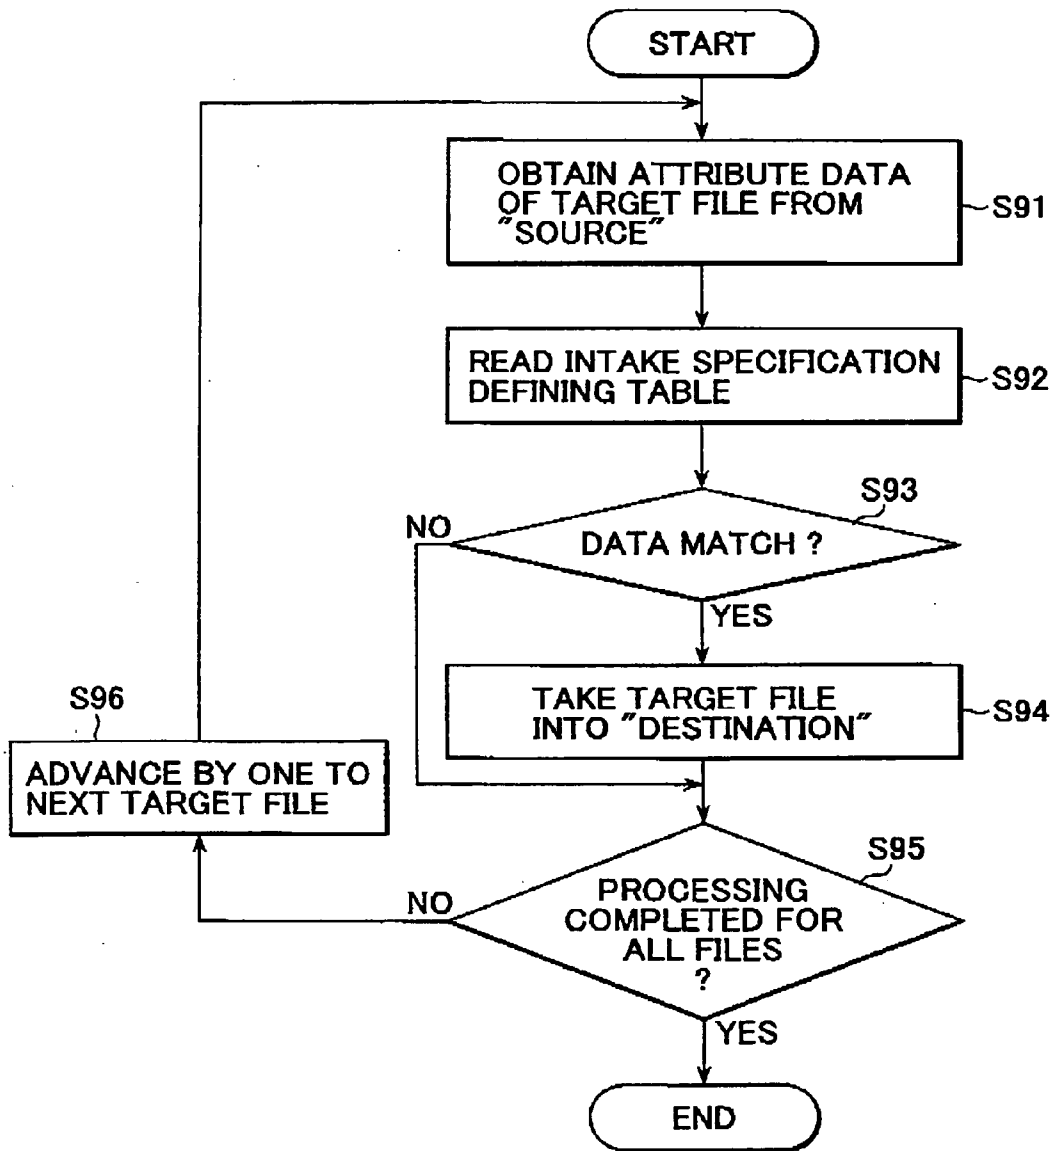 START
OBTAIN ATTRIBUTE DATA
OF TARGET FILE FROM
"SOURCE"
S91
READ INTAKE SPECIFICATION
DEFINING TABLE
S92
S93
NO
DATA MATCH ?
YES
TAKE TARGET FILE
INTO "DESTINATION"
S94
S96
ADVANCE BY ONE TO
NEXT TARGET FILE
S95
NO
PROCESSING
COMPLETED FOR
ALL FILES
?
YES
END